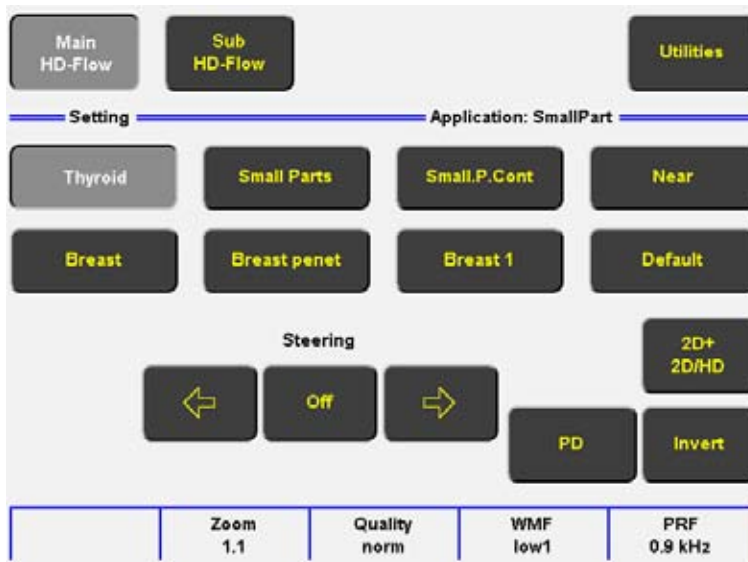 Main
HD-Flow
Sub
HD-Flow
Utilities
Setting
Application: SmallPart
Thyroid
Small Parts
Small.P.Cont
Near
Breast
Breast penet
Breast 1
Default
Steering
Off
2D+
2D/HD
PD
Invert
Zoom
1.1
Quality
norm
WMF
low1
PRF
0.9 kHz